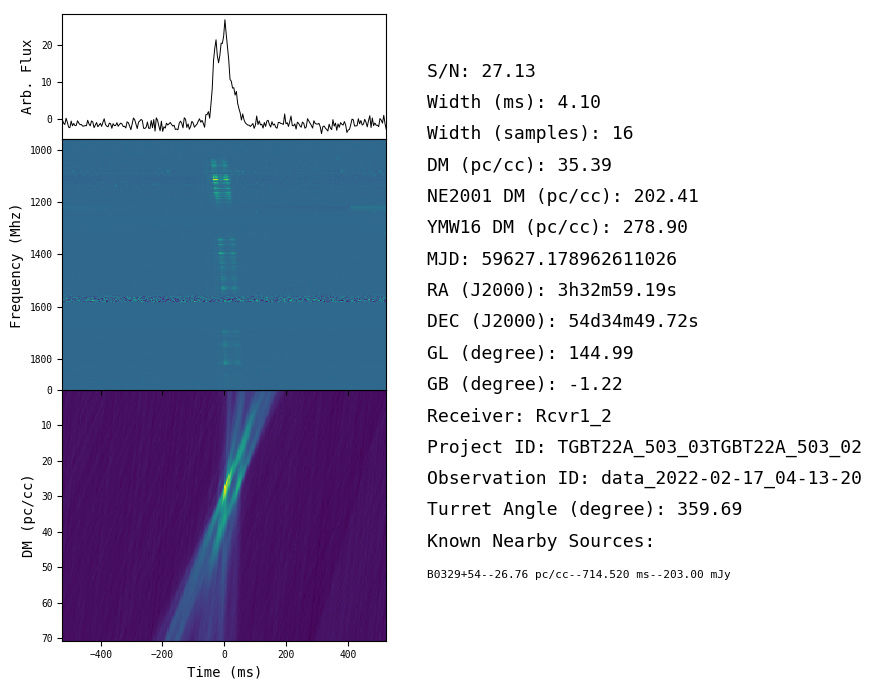 20
10
0
Arb. Flux
1000
1200
1400
1600
1800
Frequency (Mhz)
0
10
20
30
40
50
60
70
DM (pc/cc)
−400
−200
0
200
400
Time (ms)
S/N: 27.13
Width (ms): 4.10
Width (samples): 16
DM (pc/cc): 35.39
NE2001 DM (pc/cc): 202.41
YMW16 DM (pc/cc): 278.90
MJD: 59627.178962611026
RA (J2000): 3h32m59.19s
DEC (J2000): 54d34m49.72s
GL (degree): 144.99
GB (degree): -1.22
Receiver: Rcvr1_2
Project ID: TGBT22A_503_03TGBT22A_503_02
Observation ID: data_2022-02-17_04-13-20
Turret Angle (degree): 359.69
Known Nearby Sources:
B0329+54--26.76 pc/cc--714.520 ms--203.00 mJy